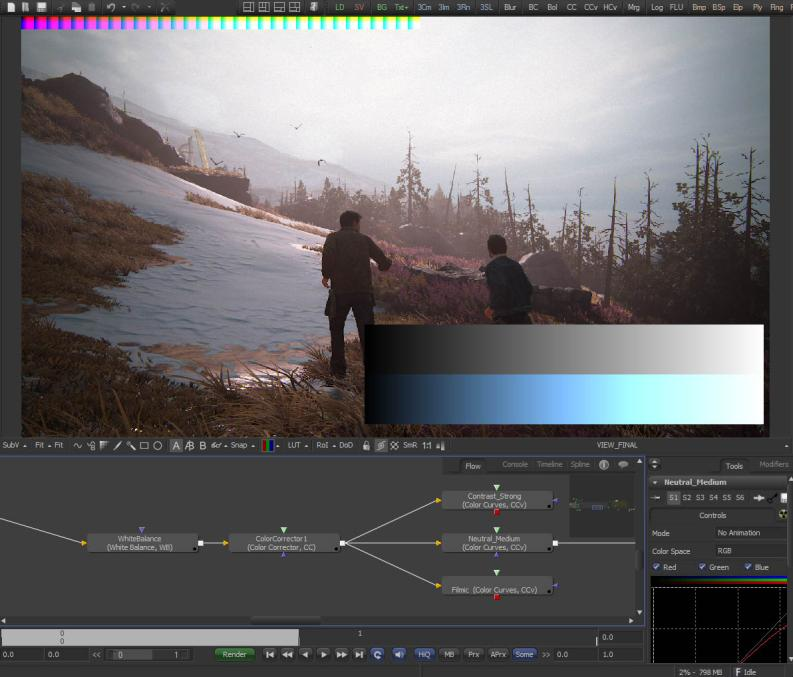 LD SV BG Txt+ 3Cm 3Im 3Rn 3SL Blur BC Bol CC CCv HCv Mrg Log FLU Bmp BSp Elp Ply Rng
SubV Fit Fit A B Snap LUT RoI DoD SmR 1:1 VIEW_FINAL
Flow Console Timeline Spline
Tools Modifiers
Neutral_Medium
S1 S2 S3 S4 S5 S6
Controls
Mode No Animation
Color Space RGB
Red Green Blue
Contrast_Strong
(Color Curves, CCv)
WhiteBalance
(White Balance, WB)
ColorCorrector1
(Color Corrector, CC)
Neutral_Medium
(Color Curves, CCv)
Filmic (Color Curves, CCv)
0 1
0
0.0
0.0 0.0 << 0 1 Render HiQ MB Prx APrx Some >> 0.0 1.0
2% - 798 MB Idle